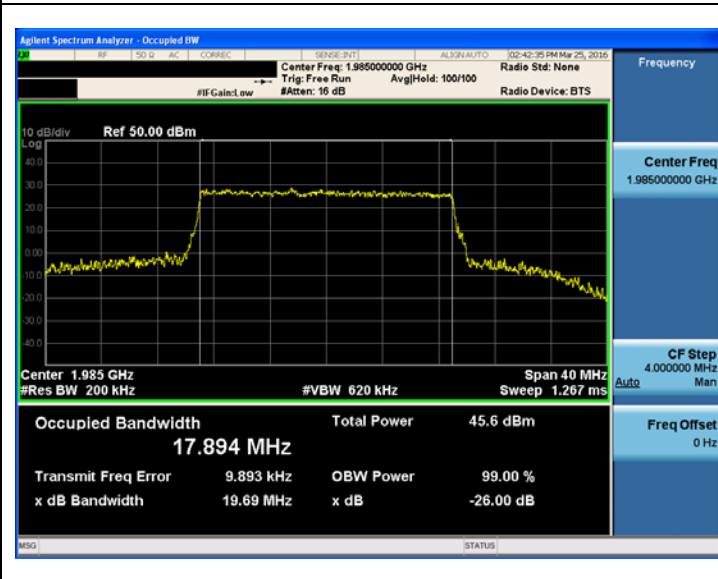 Agilent Spectrum Analyzer - Occupied BW
RF 50 Ω AC CORREC SENSE:INT ALIGN AUTO 02:42:35 PM Mar 25, 2016
Center Freq: 1.985000000 GHz Radio Std: None
Trig: Free Run Avg|Hold: 100/100
#IFGain:Low #Atten: 16 dB Radio Device: BTS
Frequency
10 dB/div Ref 50.00 dBm
Log
40.0
30.0
20.0
10.0
0.00
-10.0
-20.0
-30.0
-40.0
Center Freq
1.985000000 GHz
Center 1.985 GHz Span 40 MHz
#Res BW 200 kHz #VBW 620 kHz Sweep 1.267 ms
CF Step
4.000000 MHz
Auto Man
Occupied Bandwidth Total Power 45.6 dBm
17.894 MHz
Transmit Freq Error 9.893 kHz OBW Power 99.00 %
x dB Bandwidth 19.69 MHz x dB -26.00 dB
Freq Offset
0 Hz
MSG STATUS